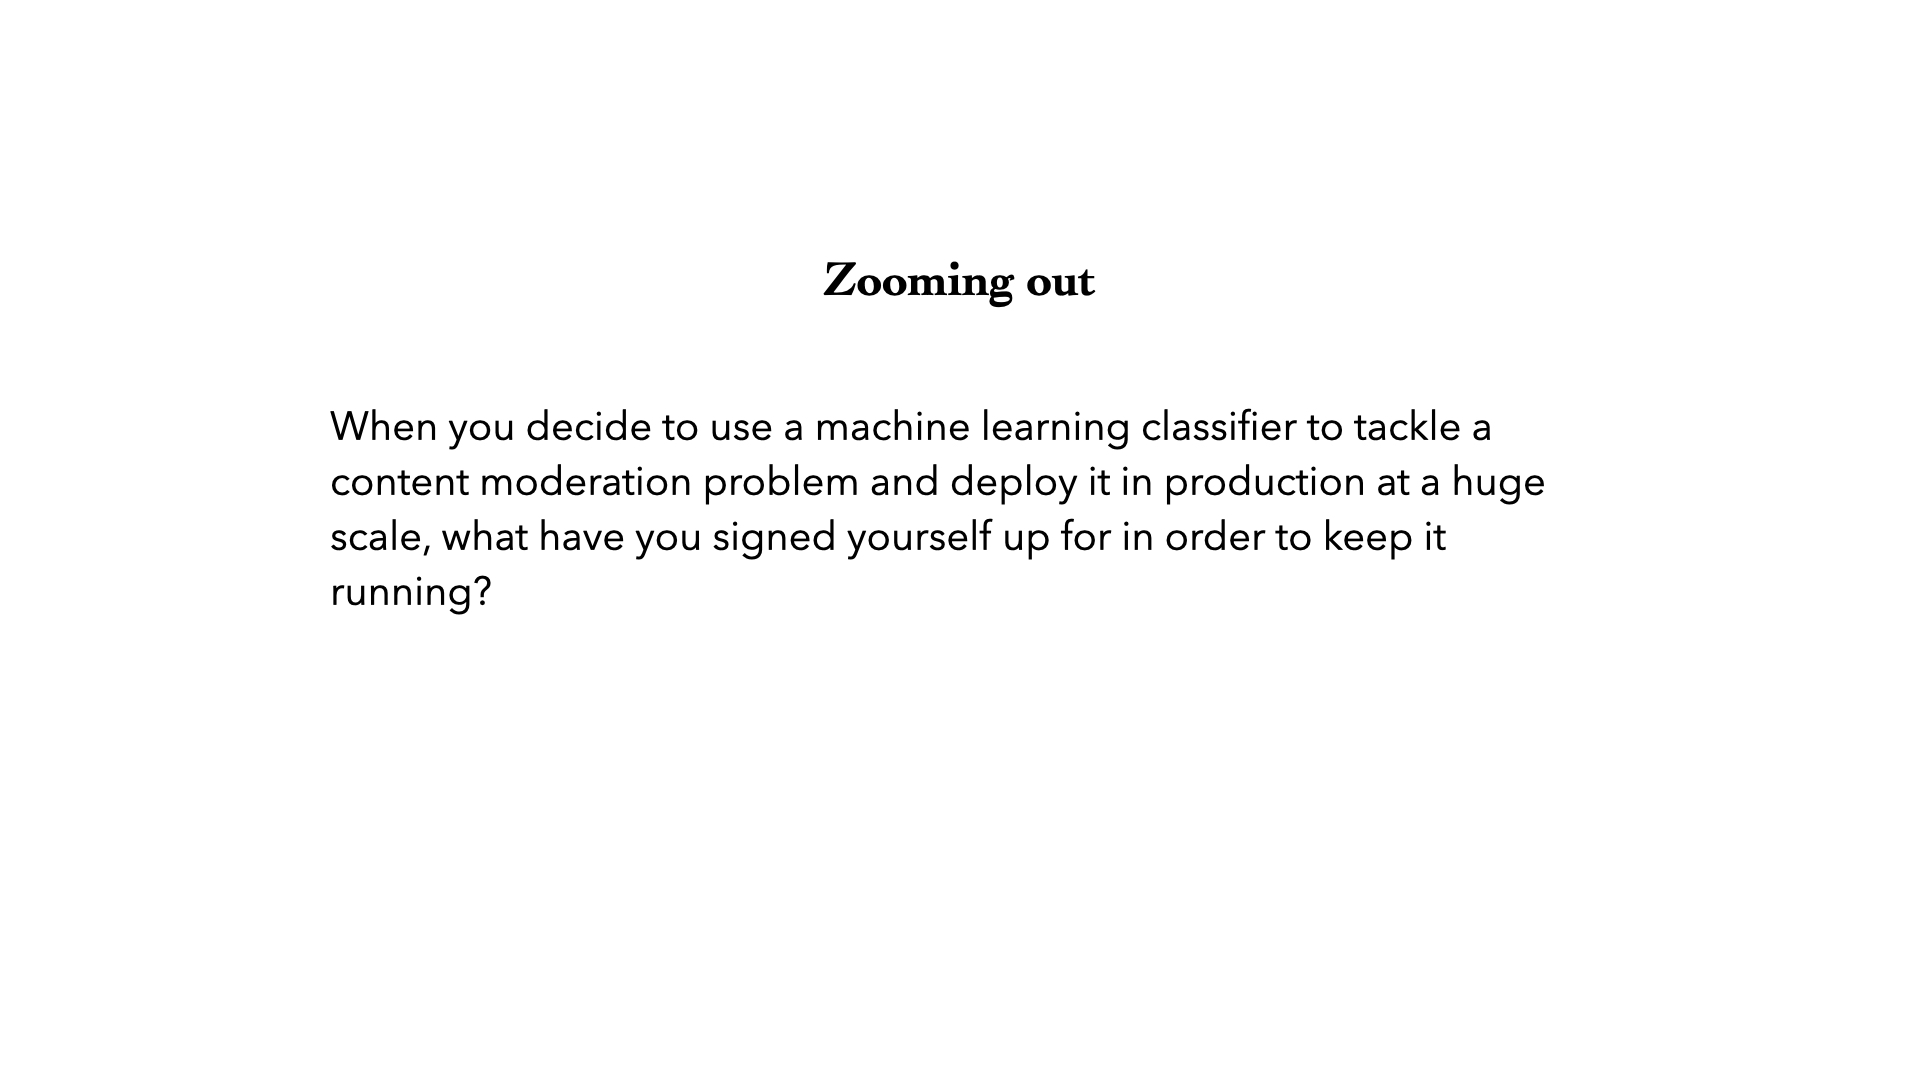 Zooming out
When you decide to use a machine learning classifier to tackle a
content moderation problem and deploy it in production at a huge
scale, what have you signed yourself up for in order to keep it
running?